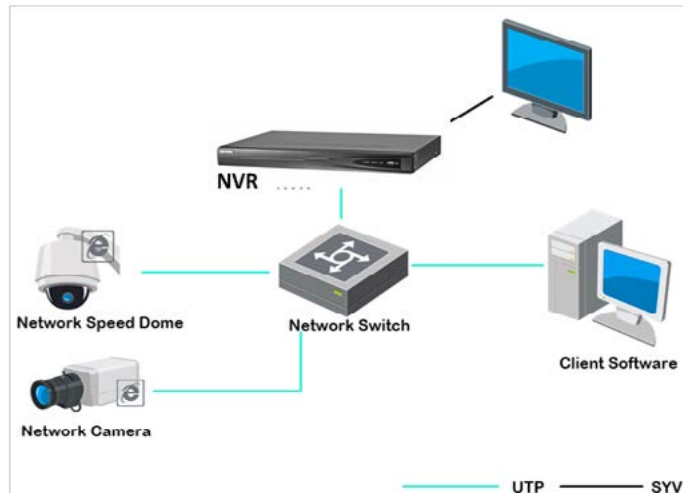 NVR .....
Network Speed Dome
Network Switch
Client Software
Network Camera
UTP
SYV